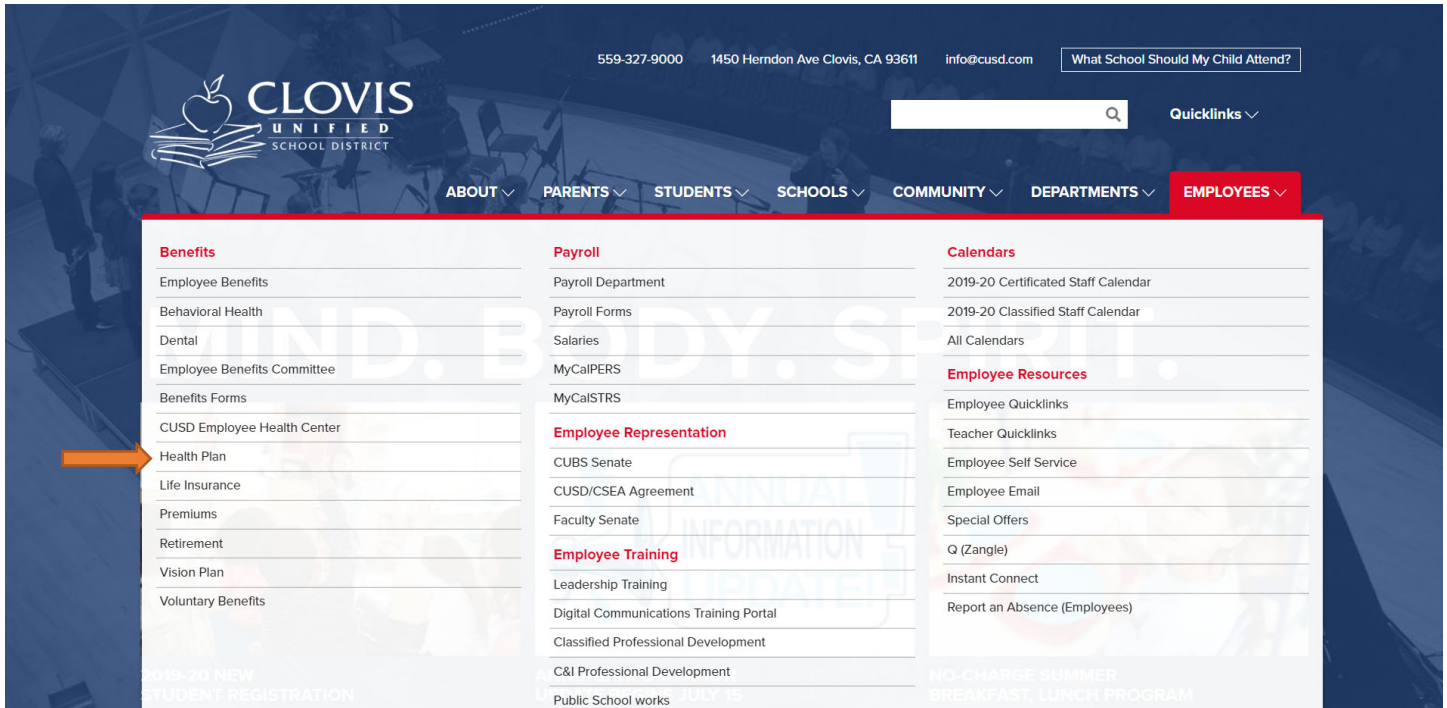 559-327-9000 1450 Herndon Ave Clovis, CA 93611 info@cusd.com What School Should My Child Attend?
CLOVIS
UNIFIED
SCHOOL DISTRICT
Quicklinks
ABOUT PARENTS STUDENTS SCHOOLS COMMUNITY DEPARTMENTS EMPLOYEES
Benefits
Employee Benefits
Behavioral Health
Dental
Employee Benefits Committee
Benefits Forms
CUSD Employee Health Center
Health Plan
Life Insurance
Premiums
Retirement
Vision Plan
Voluntary Benefits
Payroll
Payroll Department
Payroll Forms
Salaries
MyCalPERS
MyCalSTRS
Employee Representation
CUBS Senate
CUSD/CSEA Agreement
Faculty Senate
Employee Training
Leadership Training
Digital Communications Training Portal
Classified Professional Development
C&I Professional Development
Public School works
Calendars
2019-20 Certificated Staff Calendar
2019-20 Classified Staff Calendar
All Calendars
Employee Resources
Employee Quicklinks
Teacher Quicklinks
Employee Self Service
Employee Email
Special Offers
Q (Zangle)
Instant Connect
Report an Absence (Employees)
MIND. BODY. SPIRIT.
ANNUAL
INFORMATION
UPDATE!
2019-20 NEW
STUDENT REGISTRATION
JULY 15
NO-CHARGE SUMMER
BREAKFAST, LUNCH PROGRAM